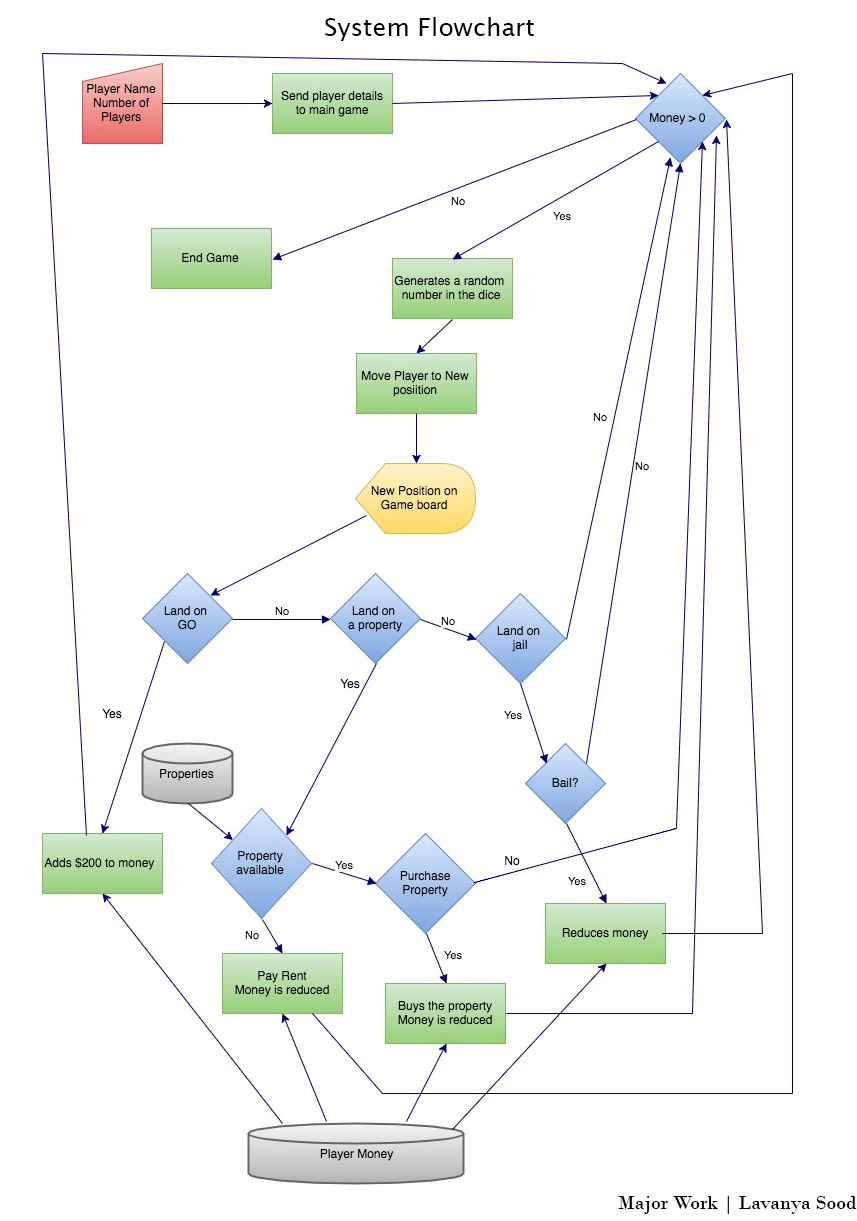 System Flowchart
Player Name
Number of
Players
Send player details
to main game
Money > 0
No
Yes
End Game
Generates a random
number in the dice
Move Player to New
posiition
No
No
New Position on
Game board
Land on
GO
No
Land on
a property
No
Land on
jail
Yes
Yes
Yes
Properties
Bail?
Adds $200 to money
Property
available
Yes
Purchase
Property
No
Yes
No
Yes
Reduces money
Pay Rent
Money is reduced
Buys the property
Money is reduced
Player Money
Major Work | Lavanya Sood